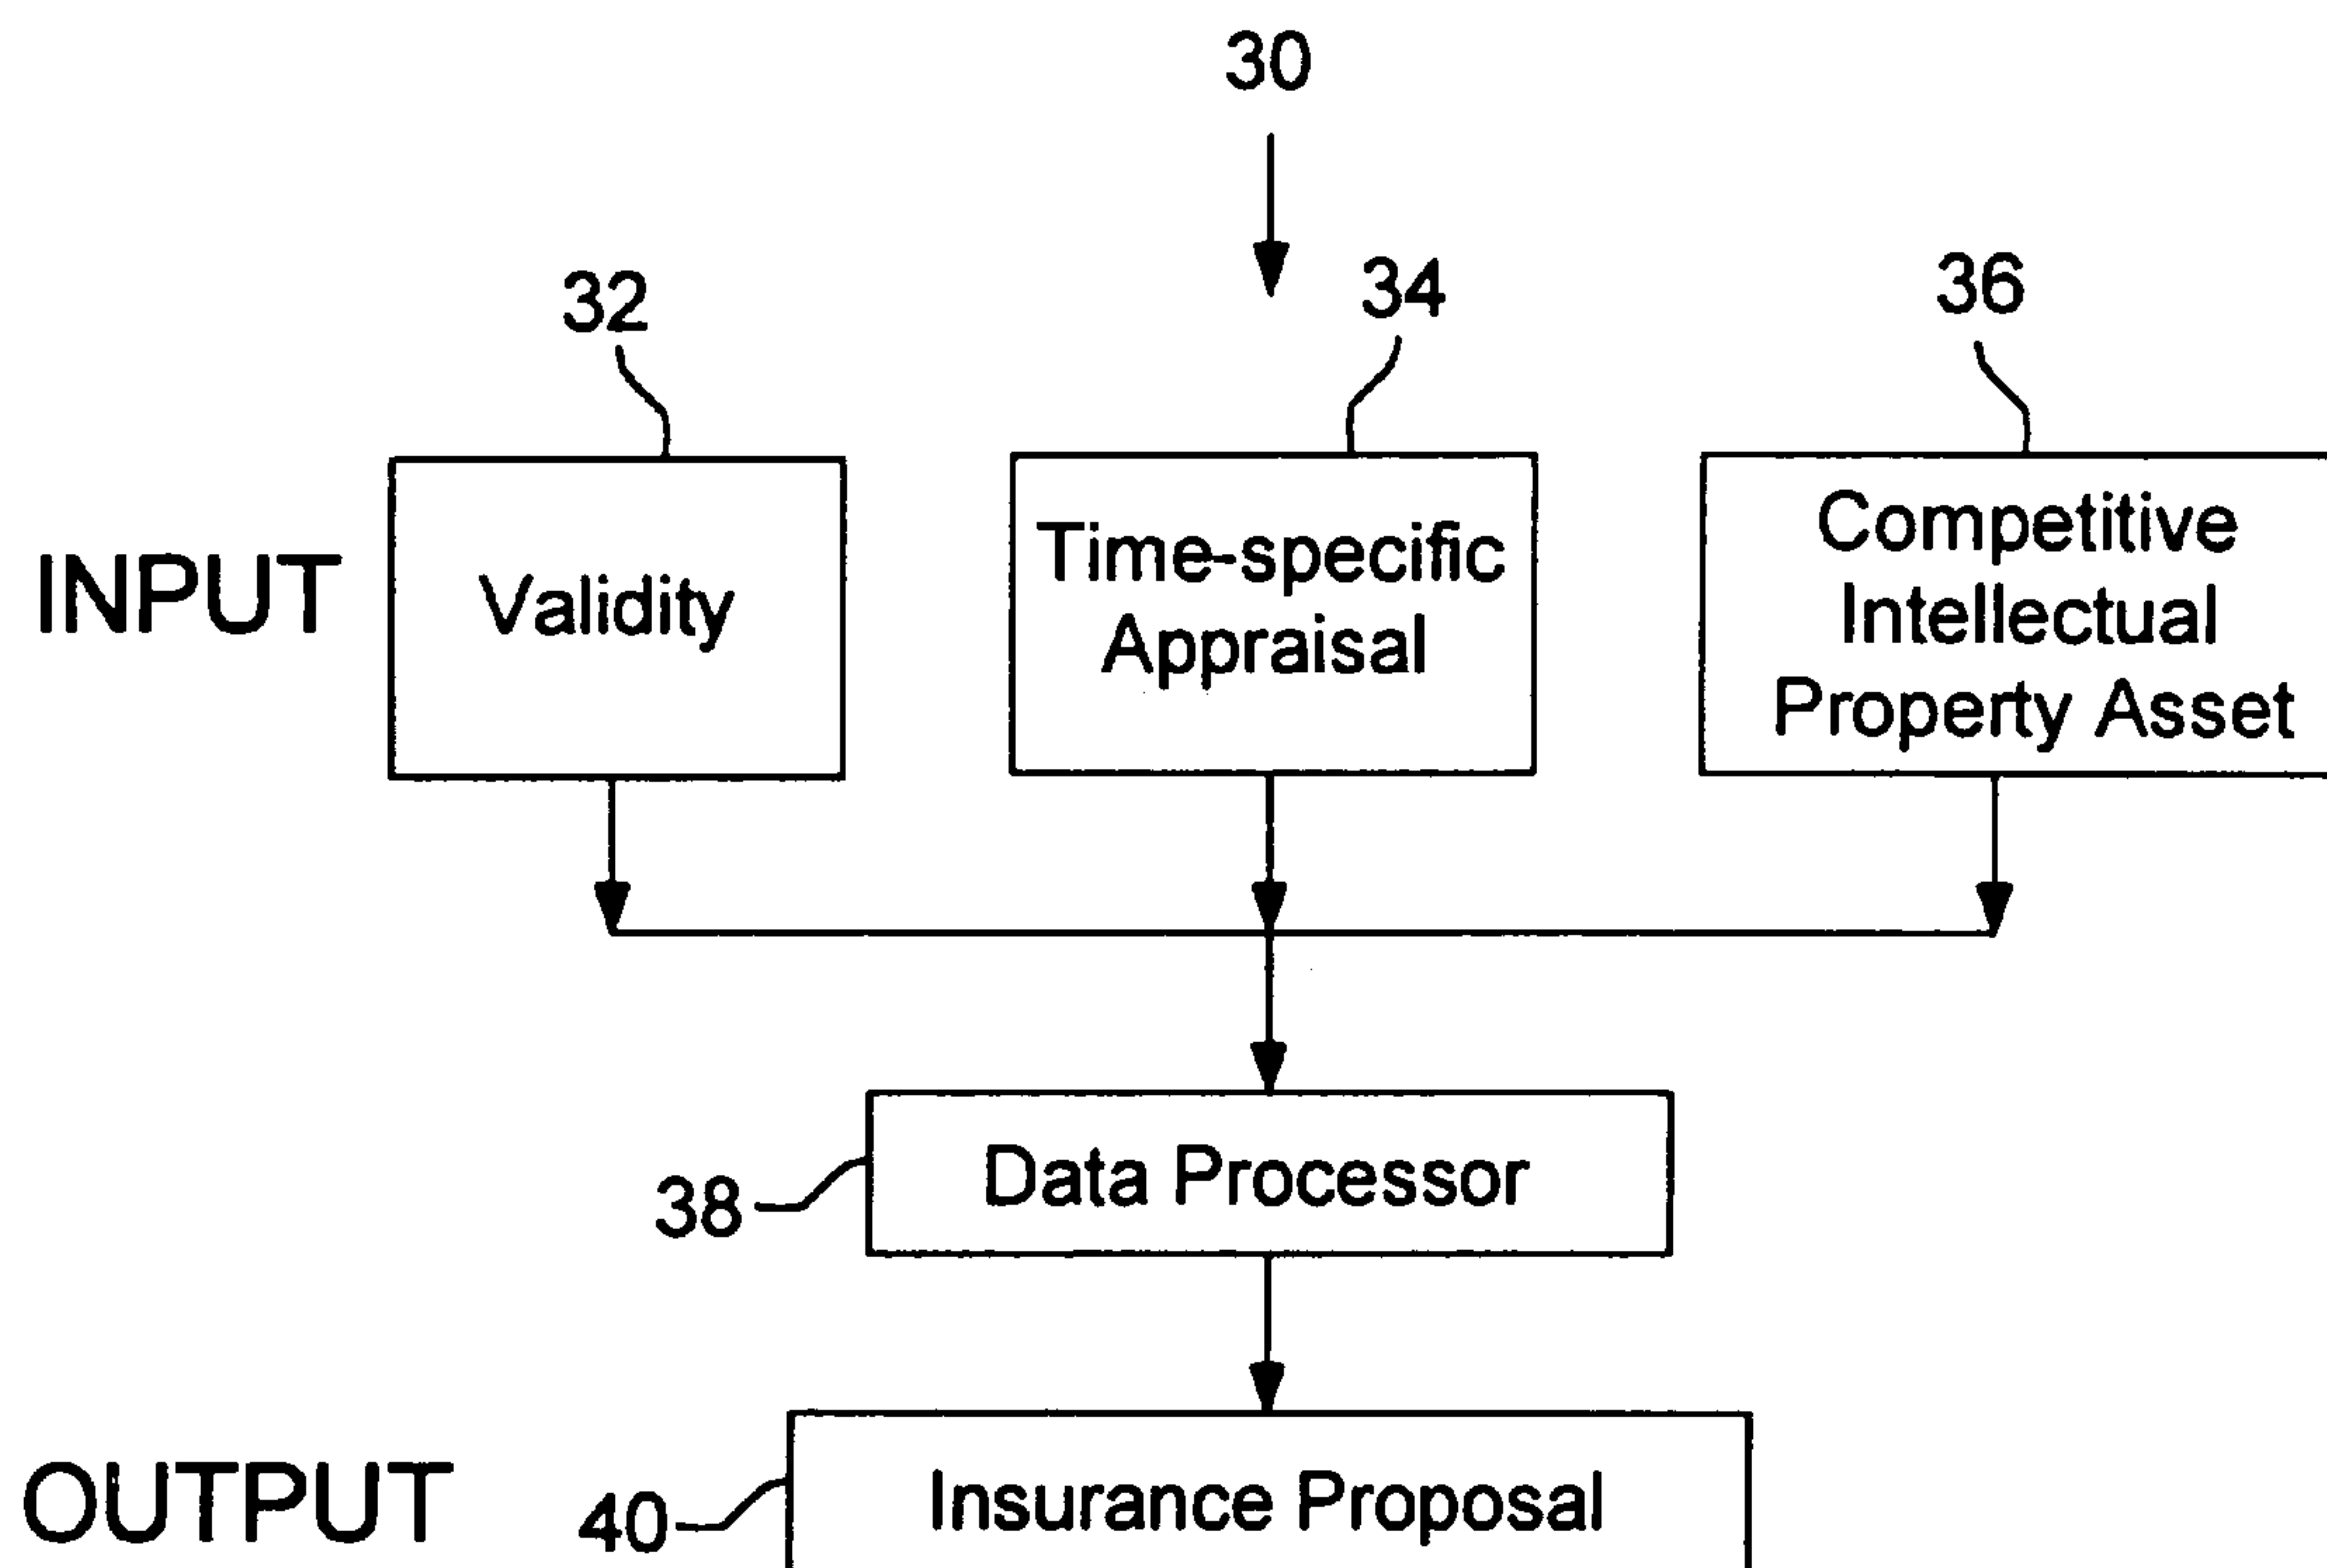 30
32
34
36
INPUT
Validity
Time-specific
Appraisal
Competitive
Intellectual
Property Asset
38
Data Processor
OUTPUT
40
Insurance Proposal